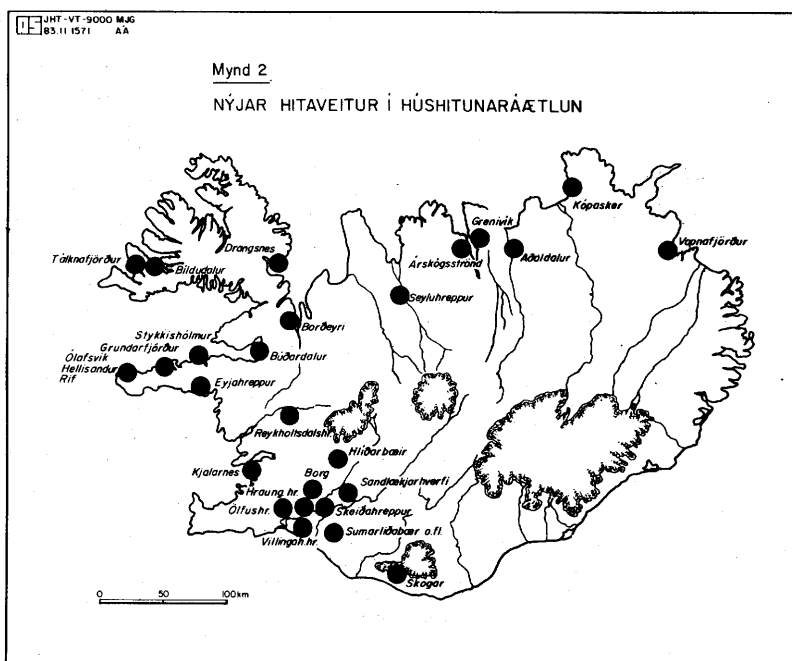 JHT-VT-9000 MJG
83.11 1571 AA
Mynd 2
NÝJAR HITAVEITUR Í HÚSHITUNARÁÆTLUN
Kópasker
Grenivík
Drangsnes
Árskógsströnd
Aðaldalur
Vopnafjörður
Tálknafjörður
Bíldudalur
Seyluhreppur
Borðeyri
Stykkishólmur
Grundarfjörður
Búðardalur
Ólafsvík
Hellisandur
Rif
Eyjahreppur
Reykholtsdalshr.
Hlíðarbæir
Kjalarnes
Borg
Sandlækjarhverfi
Hraung hr.
Ölfushr.
Skeiðahreppur
Villingah.hr.
Sumarliðabær o.fl.
Skógar
0 50 100km